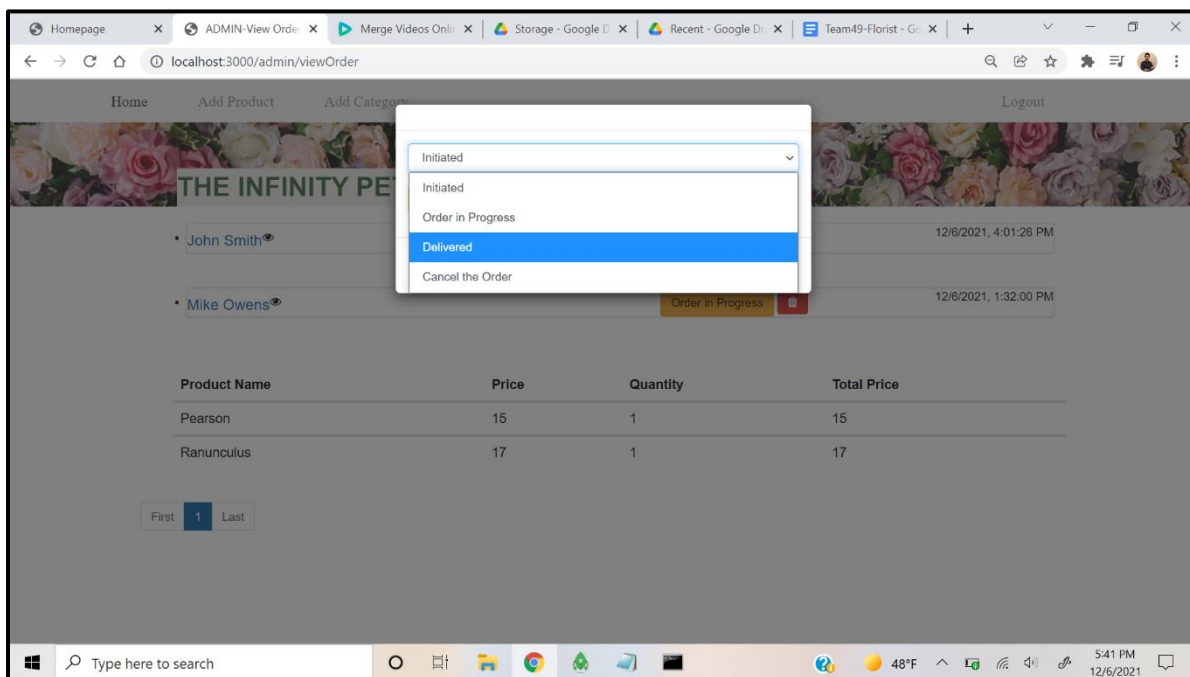 Homepage ADMIN-View Order Merge Videos Onlin Storage - Google D Recent - Google Dr Team49-Florist - Go
localhost:3000/admin/viewOrder
Home Add Product Add Category Logout
Initiated
THE INFINITY PE
Initiated
Order in Progress
John Smith 12/6/2021, 4:01:26 PM
Delivered
Cancel the Order
Mike Owens Order in Progress 12/6/2021, 1:32:00 PM
Product Name Price Quantity Total Price
Pearson 15 1 15
Ranunculus 17 1 17
First 1 Last
Type here to search 48°F 5:41 PM
12/6/2021